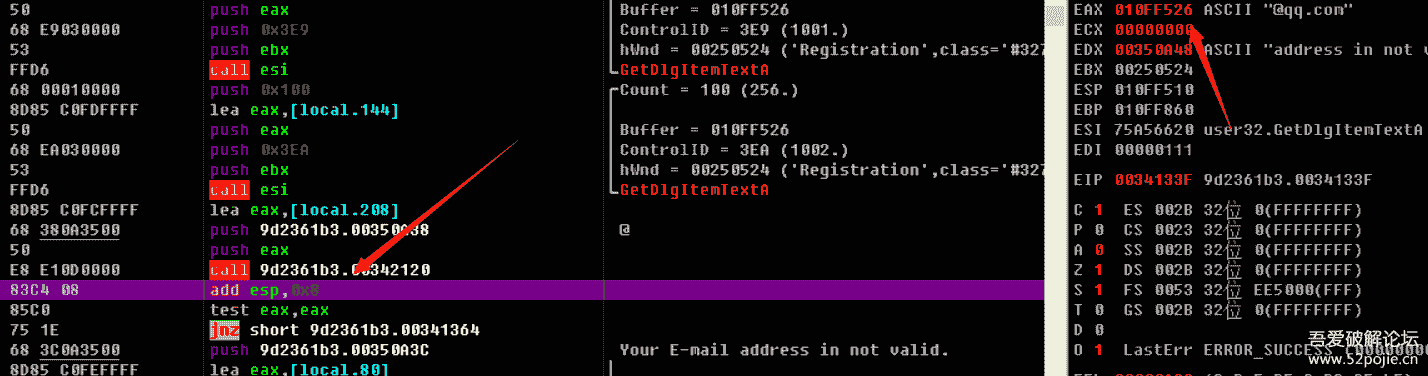 50 push eax Buffer = 010FF526 EAX 010FF526 ASCII "@qq.com"
68 E9030000 push 0x3E9 ControlID = 3E9 (1001.) ECX 00000000
53 push ebx hWnd = 00250524 ('Registration',class='#327 EDX 00350A48 ASCII "address in not v
FFD6 call esi GetDlgItemTextA EBX 00250524
68 00010000 push 0x100 Count = 100 (256.) ESP 010FF510
8D85 C0FDFFFF lea eax,[local.144] EBP 010FF860
50 push eax Buffer = 010FF526 ESI 75A56620 user32.GetDlgItemTextA
68 EA030000 push 0x3EA ControlID = 3EA (1002.) EDI 00000111
53 push ebx hWnd = 00250524 ('Registration',class='#327
FFD6 call esi GetDlgItemTextA EIP 0034133F 9d2361b3.0034133F
8D85 C0FCFFFF lea eax,[local.208] C 1 ES 002B 32位 0(FFFFFFFF)
68 380A3500 push 9d2361b3.00350A38 @ P 0 CS 0023 32位 0(FFFFFFFF)
50 push eax A 0 SS 002B 32位 0(FFFFFFFF)
E8 E10D0000 call 9d2361b3.00342120 Z 1 DS 002B 32位 0(FFFFFFFF)
83C4 08 add esp,0x8 S 1 FS 0053 32位 EE5000(FFF)
85C0 test eax,eax T 0 GS 002B 32位 0(FFFFFFFF)
75 1E jnz short 9d2361b3.00341364 D 0
68 3C0A3500 push 9d2361b3.00350A3C Your E-mail address in not valid. O 1 LastErr ERROR_SUCCESS
8D85 C0FEFFFF lea eax,[local.80]
吾爱破解论坛
www.52pojie.cn